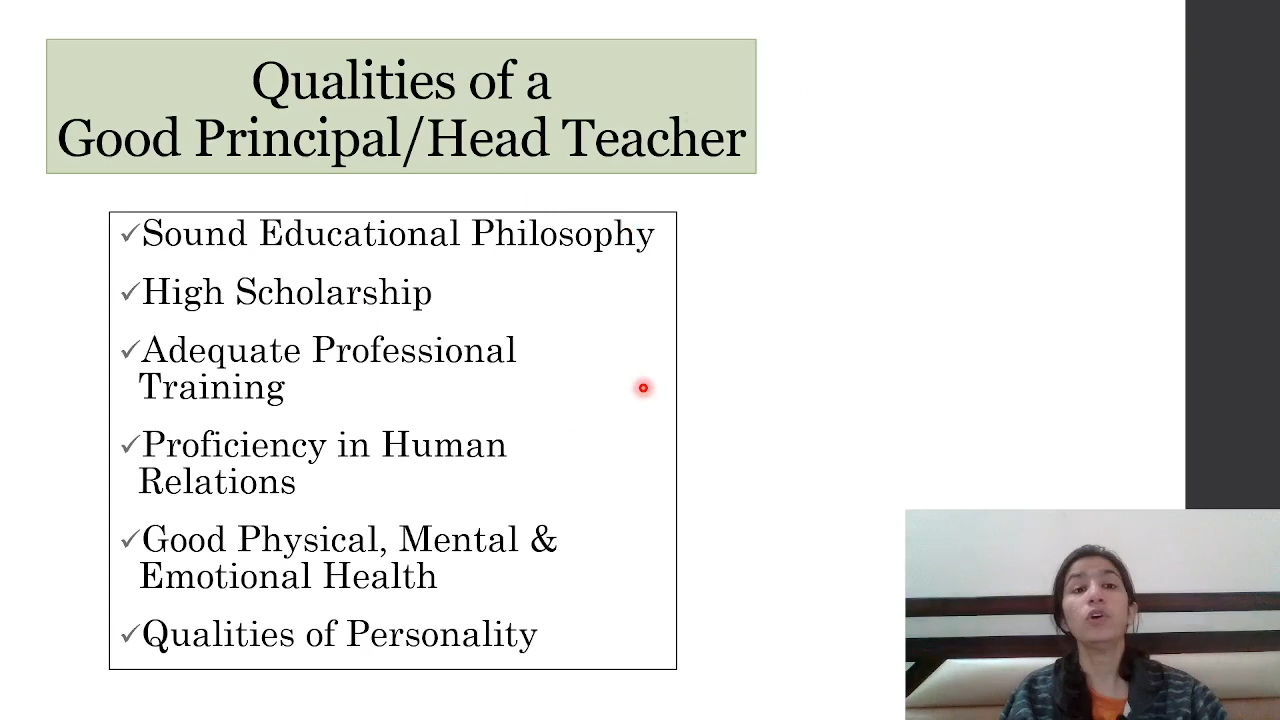 Qualities of a
Good Principal/Head Teacher
✓Sound Educational Philosophy
✓High Scholarship
✓Adequate Professional
Training
✓Proficiency in Human
Relations
✓Good Physical, Mental &
Emotional Health
✓Qualities of Personality